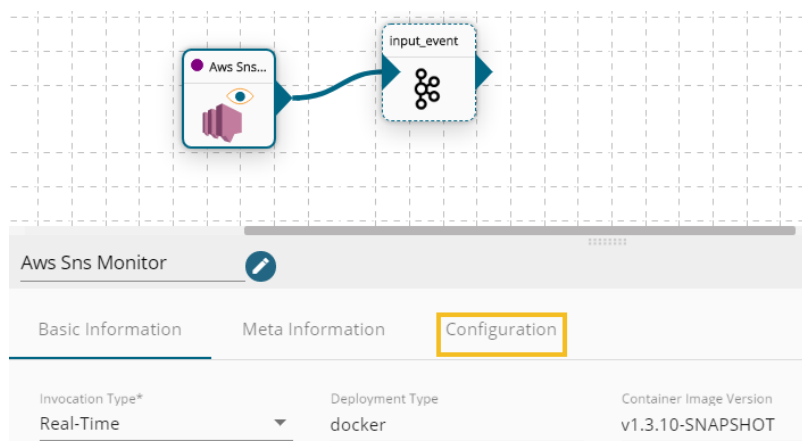 input_event
Aws Sns...
Aws Sns Monitor
Basic Information Meta Information Configuration
Invocation Type* Deployment Type Container Image Version
Real-Time docker v1.3.10-SNAPSHOT